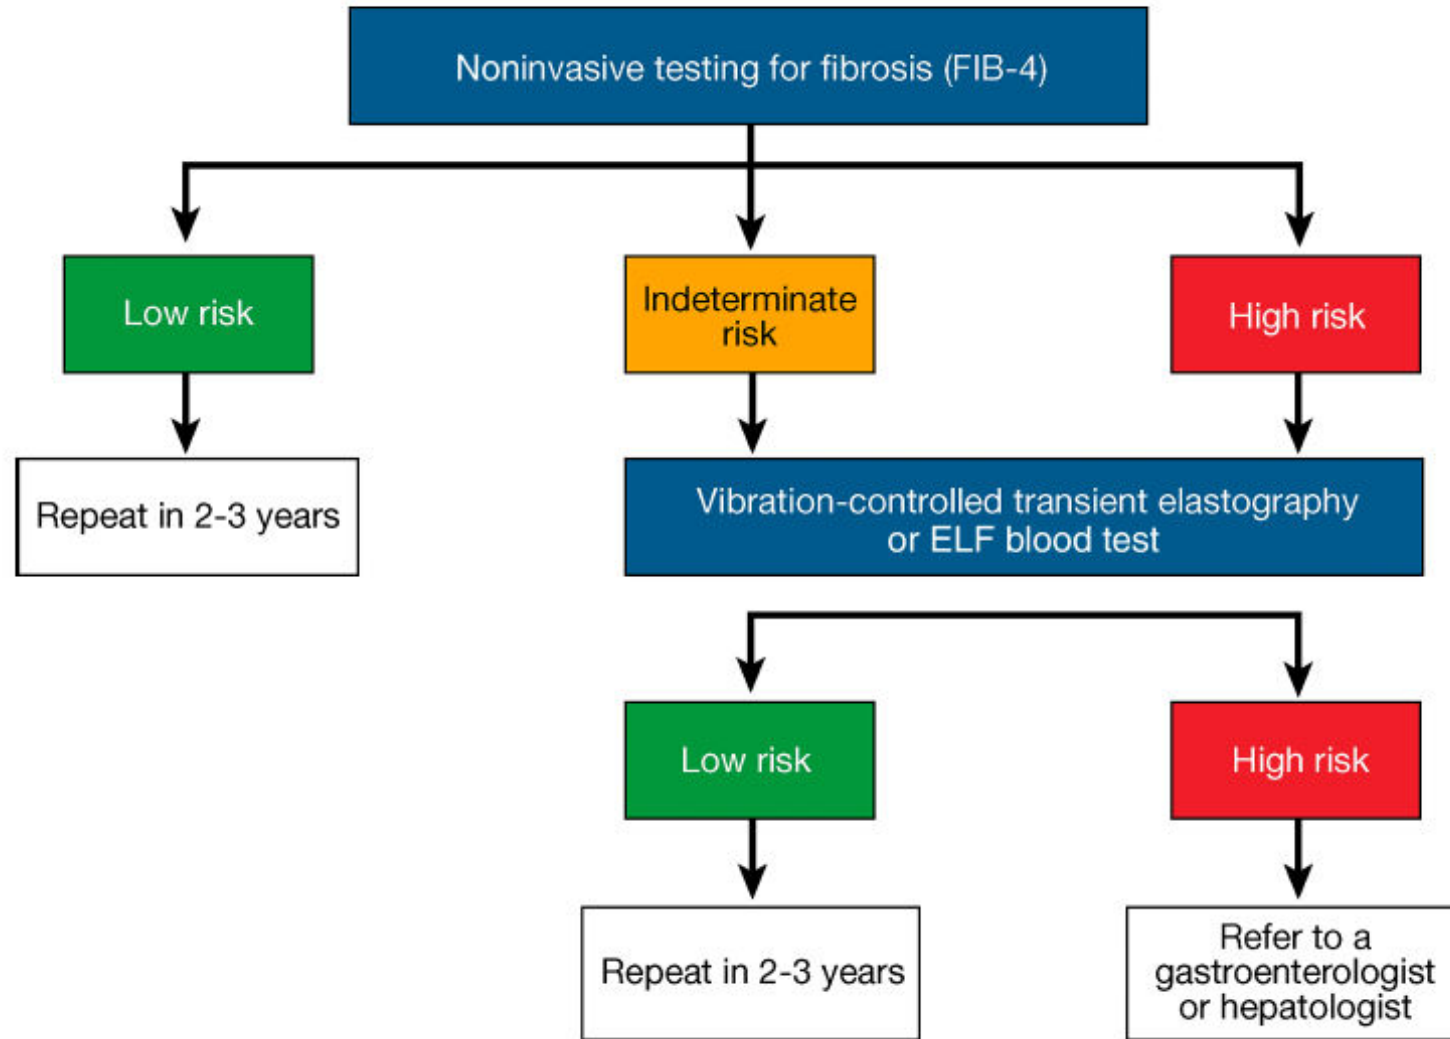 Noninvasive testing for fibrosis (FIB-4)
Low risk
Indeterminate
risk
High risk
Repeat in 2-3 years
Vibration-controlled transient elastography
or ELF blood test
Low risk
High risk
Repeat in 2-3 years
Refer to a
gastroenterologist
or hepatologist